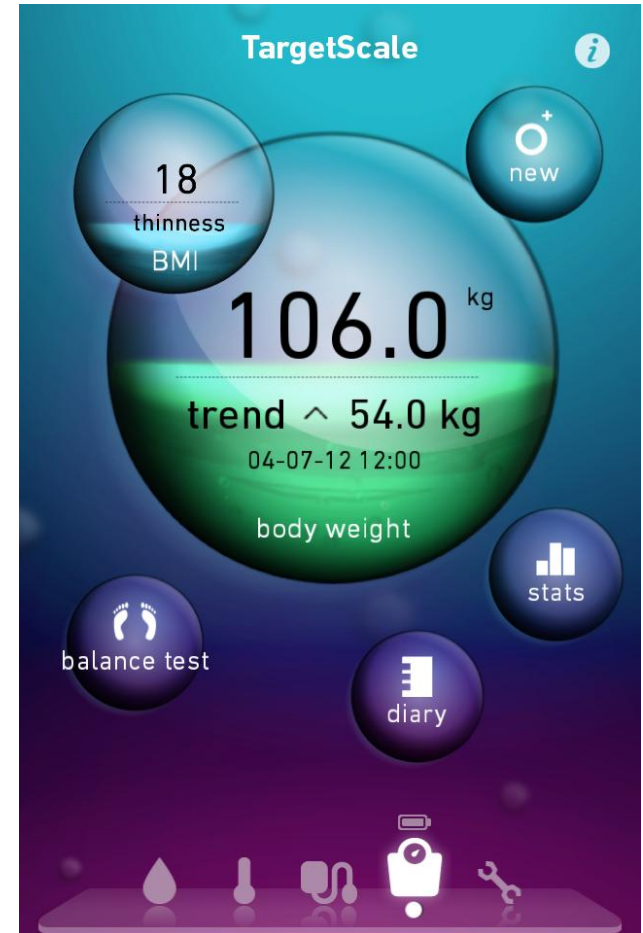 TargetScale
i
new
18
thinness
BMI
106.0 kg
trend ^ 54.0 kg
04-07-12 12:00
body weight
stats
balance test
diary